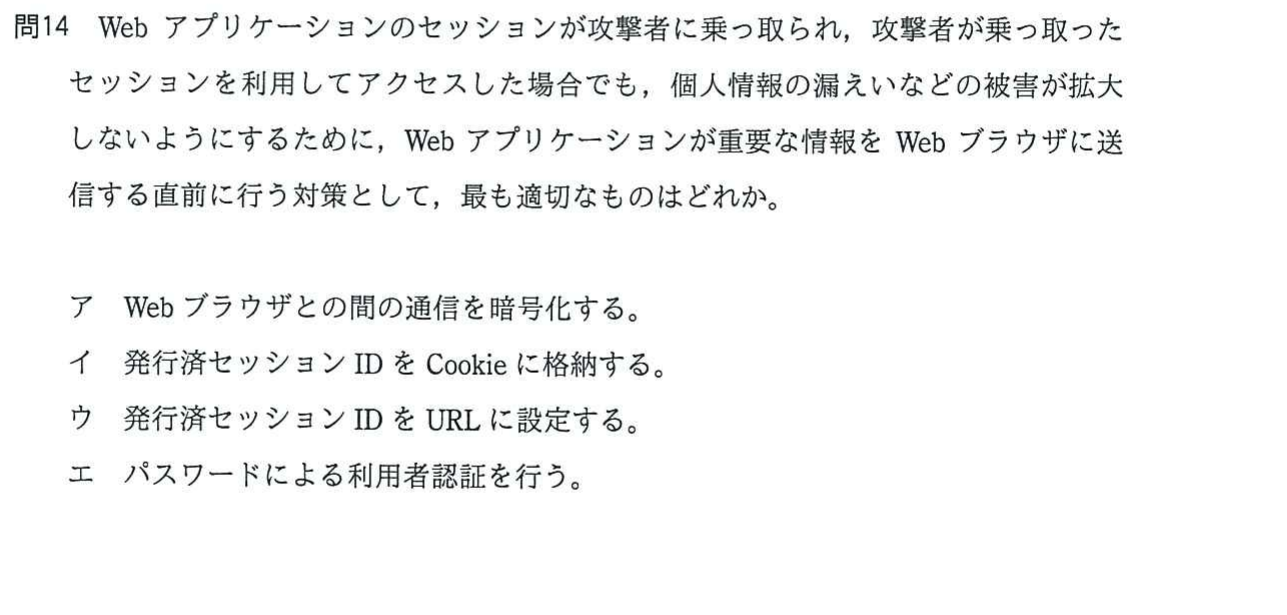 問14 Web アプリケーションのセッションが攻撃者に乗っ取られ，攻撃者が乗っ取った
セッションを利用してアクセスした場合でも，個人情報の漏えいなどの被害が拡大
しないようにするために，Web アプリケーションが重要な情報を Web ブラウザに送
信する直前に行う対策として，最も適切なものはどれか。
ア Web ブラウザとの間の通信を暗号化する。
イ 発行済セッション ID を Cookie に格納する。
ウ 発行済セッション ID を URL に設定する。
エ パスワードによる利用者認証を行う。